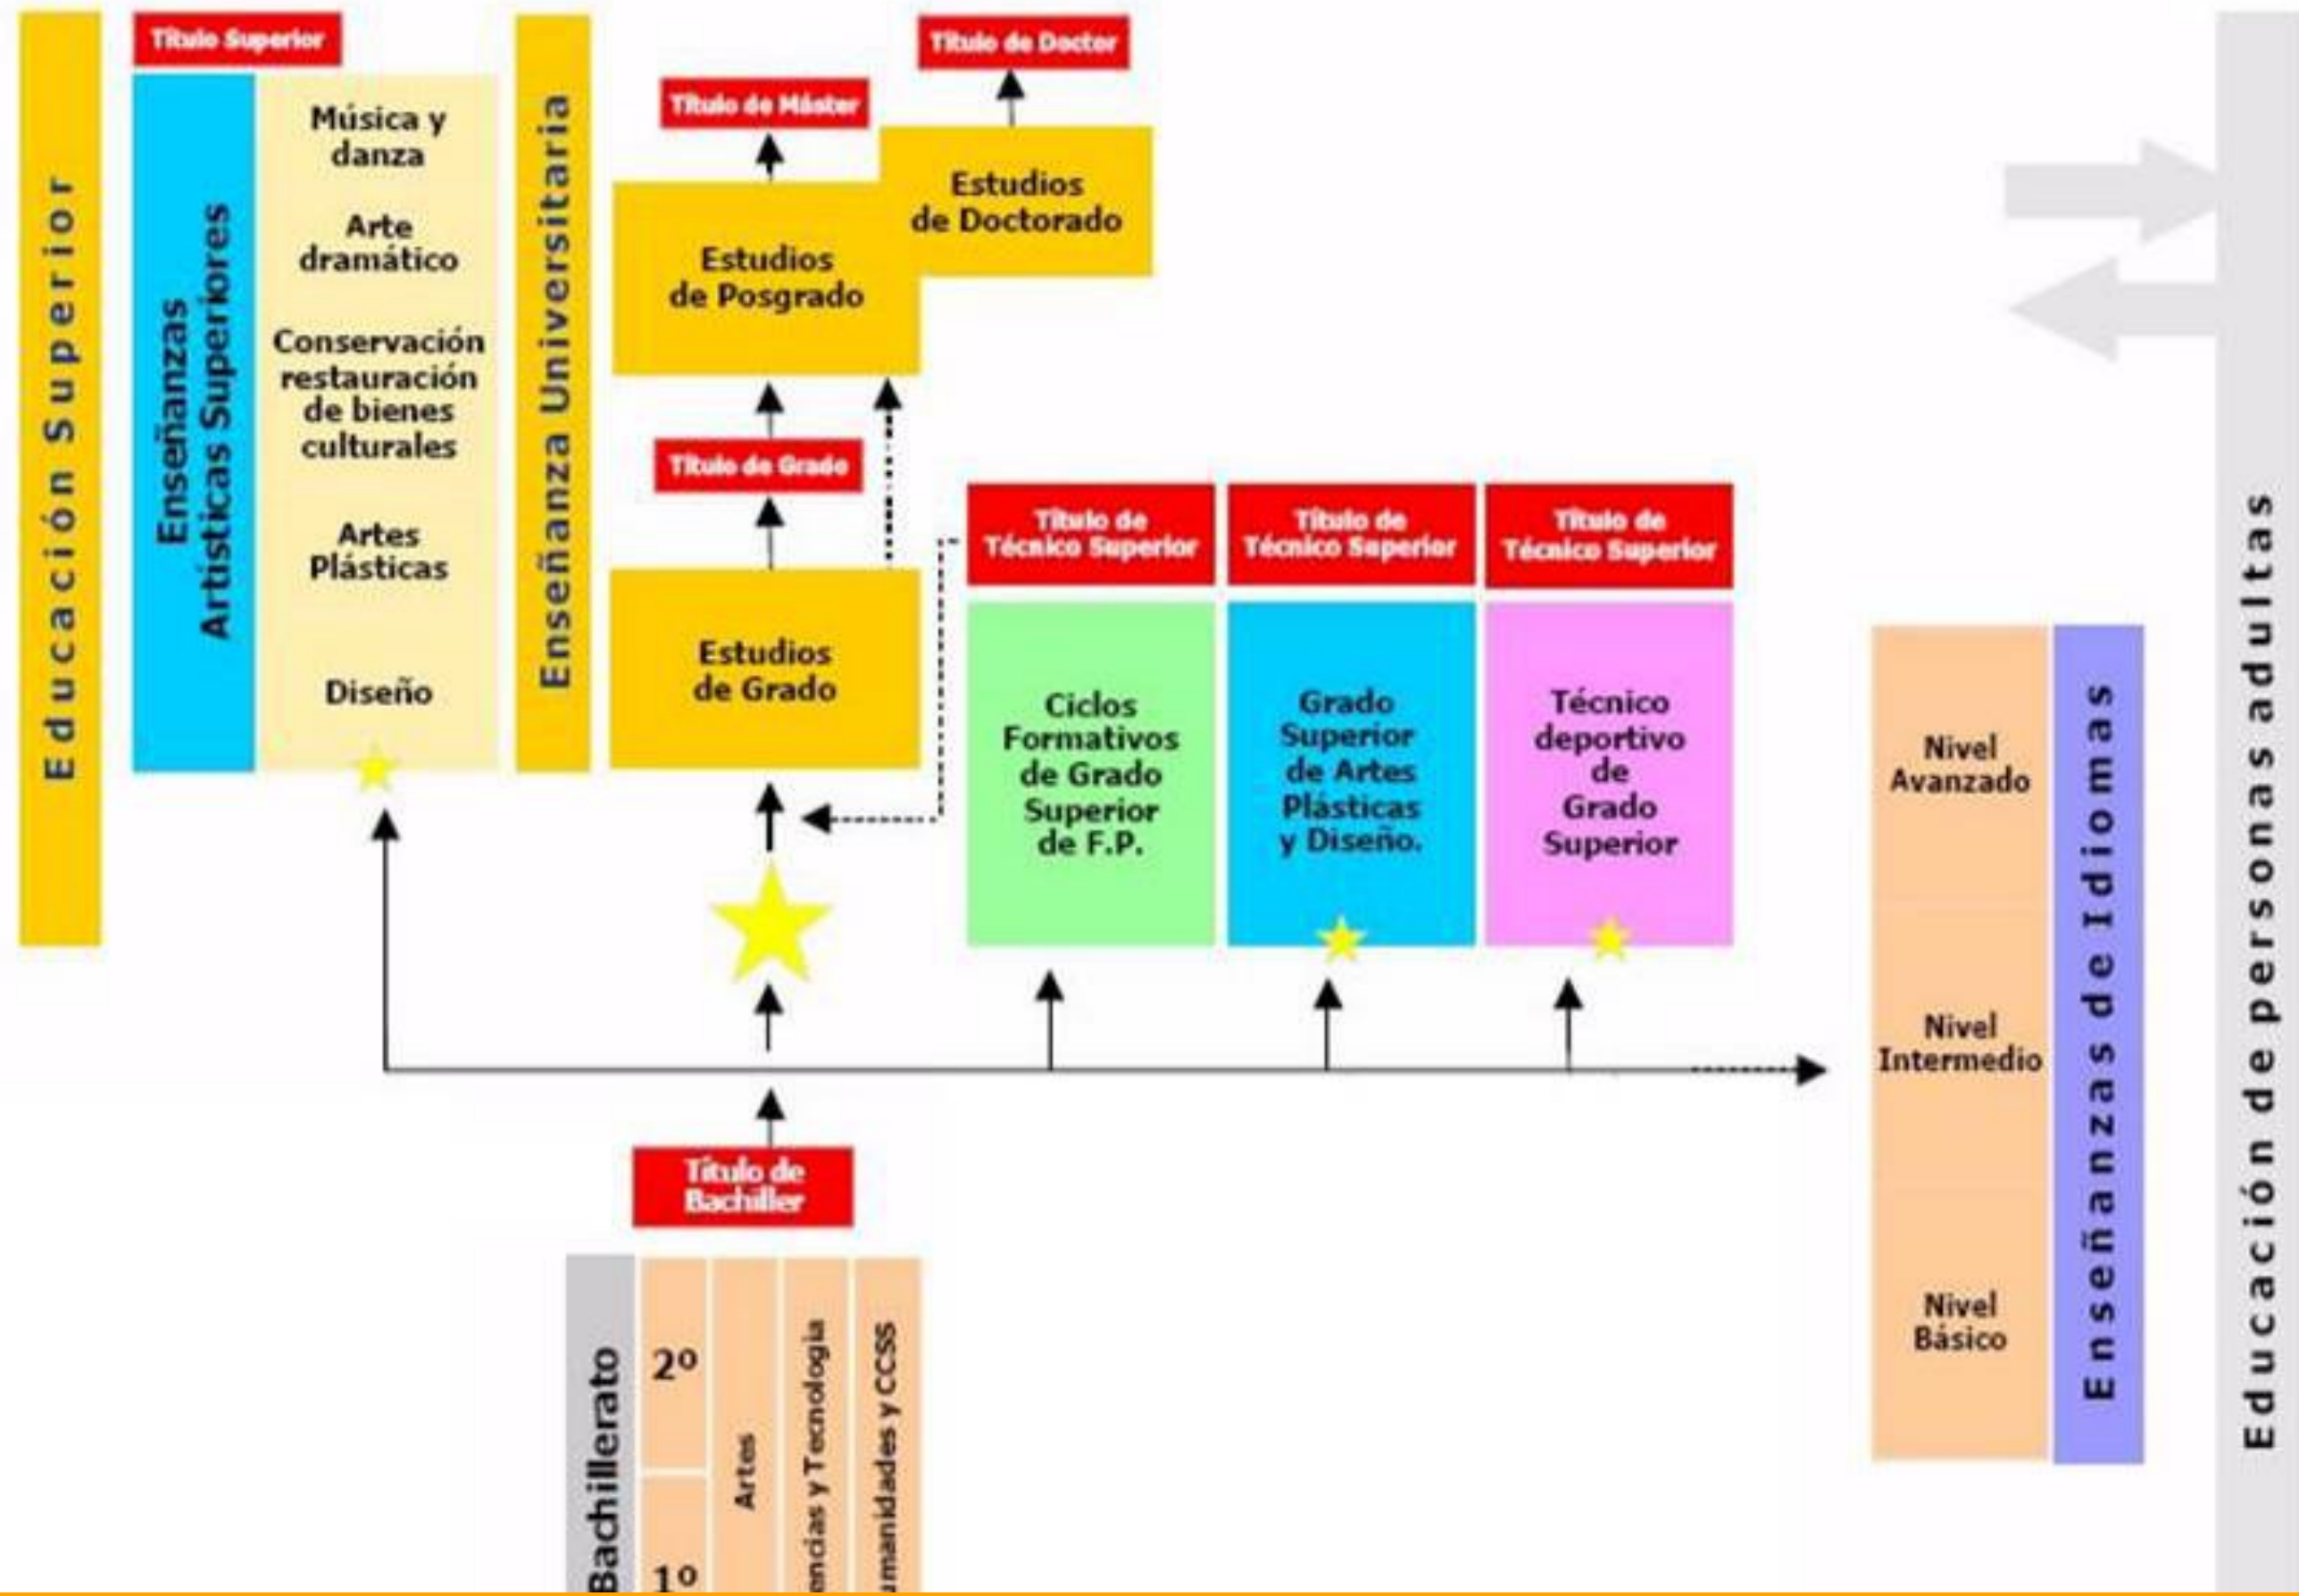 Educación Superior
Título Superior
Enseñanzas
Artísticas Superiores
Música y
danza
Arte
dramático
Conservación
restauración
de bienes
culturales
Artes
Plásticas
Diseño
Enseñanza Universitaria
Título de Máster
Título de Doctor
Estudios
de Posgrado
Estudios
de Doctorado
Título de Grado
Estudios
de Grado
Título de
Técnico Superior
Título de
Técnico Superior
Título de
Técnico Superior
Ciclos
Formativos
de Grado
Superior
de F.P.
Grado
Superior
de Artes
Plásticas
y Diseño.
Técnico
deportivo
de
Grado
Superior
Nivel
Avanzado
Nivel
Intermedio
Nivel
Básico
Enseñanzas de Idiomas
Educación de personas adultas
Título de
Bachiller
Bachillerato
2º
1º
Artes
encias y Tecnologia
umanidades y CCSS